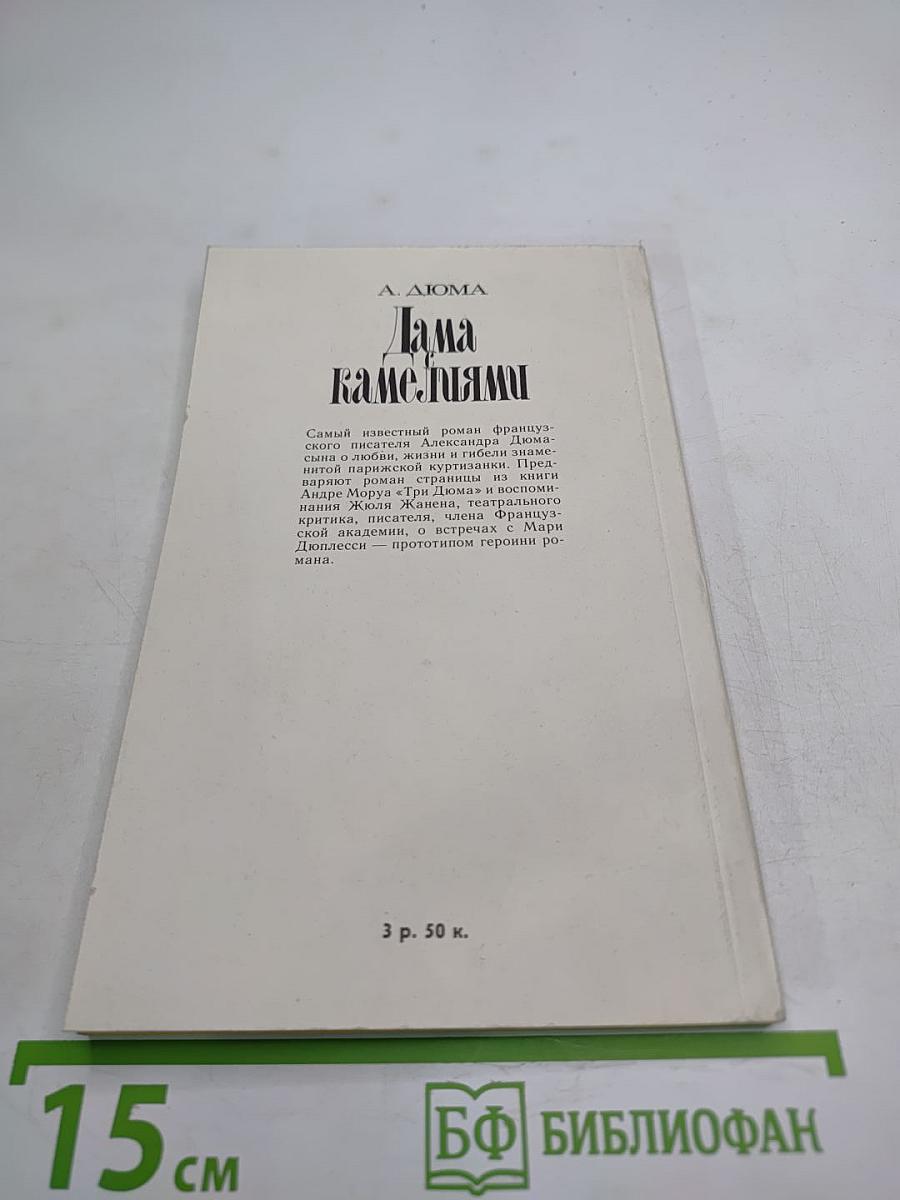 А. ДЮМА
Дама
с
камелиями
Самый известный роман француз-
ского писателя Александра Дюма-
сына о любви, жизни и гибели знаме-
нитой парижской куртизанки. Пред-
варяют роман страницы из книги
Андре Моруа «Три Дюма» и воспоми-
нания Жюля Жанена, театрального
критика, писателя, члена Француз-
ской академии, о встречах с Мари
Дюплесси — прототипом героини ро-
мана.
3 р. 50 к.
15 см
БФ БИБЛИОФАН